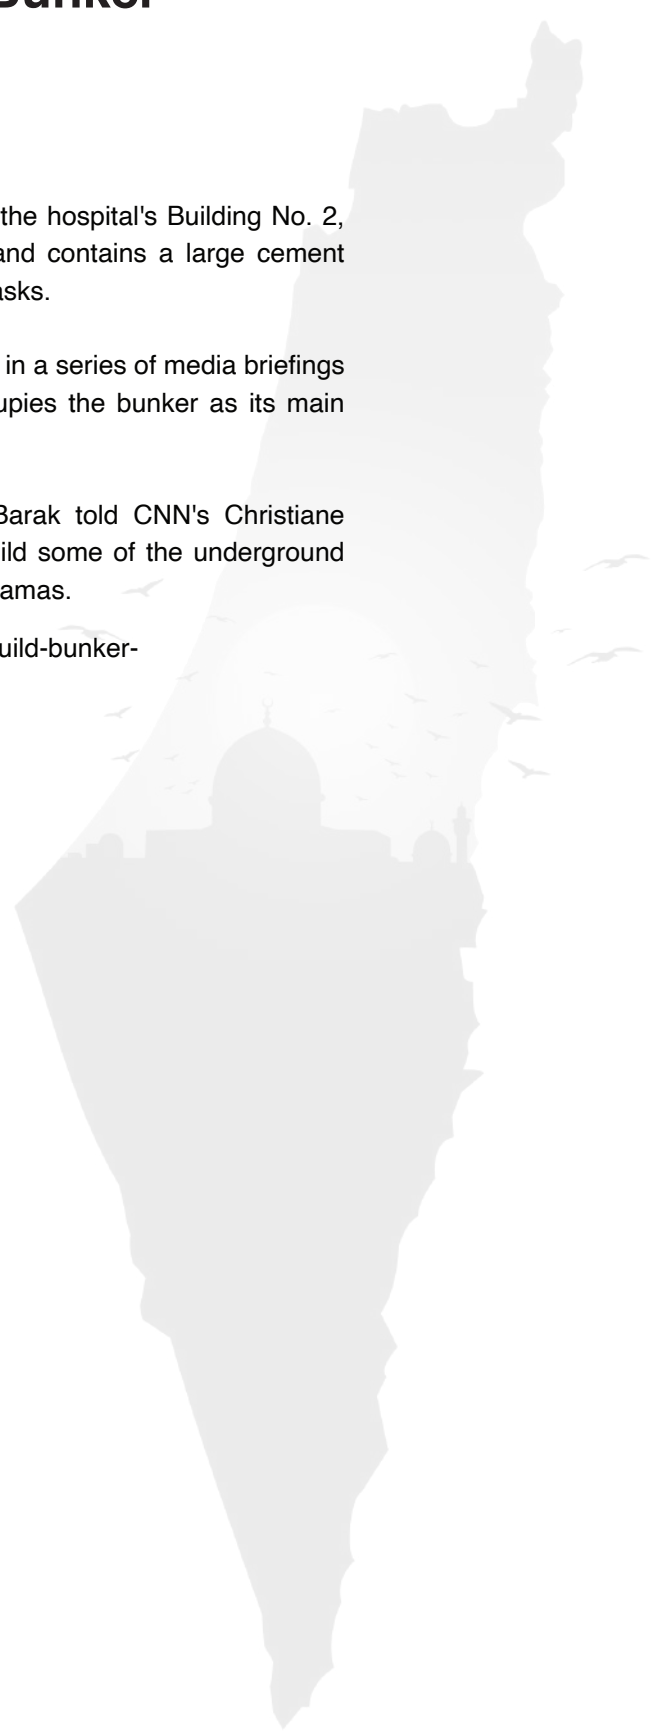 Bunker
the hospital's Building No. 2,
and contains a large cement
asks.
in a series of media briefings
upies the bunker as its main
Barak told CNN's Christiane
ild some of the underground
amas.
uild-bunker-